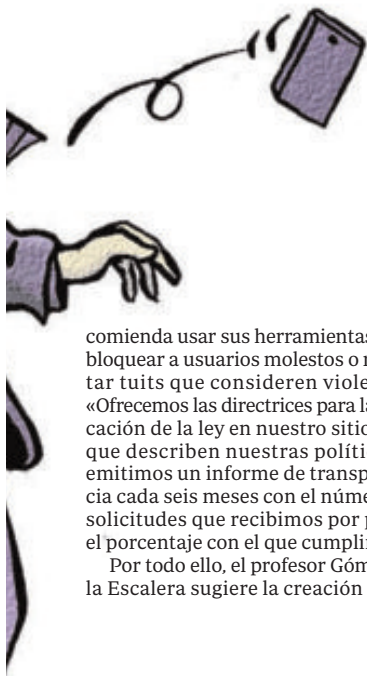 comienda usar sus herramientas
bloquear a usuarios molestos o
tar tuits que consideren viole
«Ofrecemos las directrices para la
cación de la ley en nuestro sitio
que describen nuestras políti
emitimos un informe de transp
cia cada seis meses con el núme
solicitudes que recibimos por
el porcentaje con el que cumpli
Por todo ello, el profesor Góm
la Escalera sugiere la creación